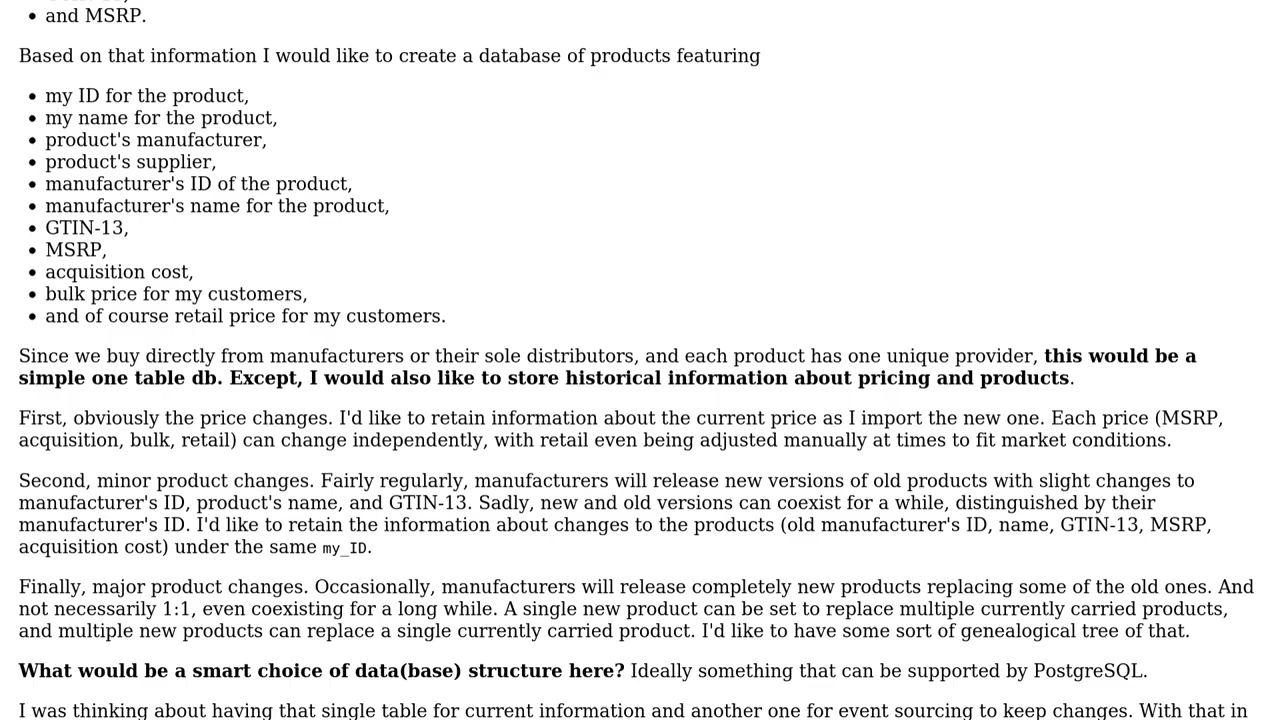 and MSRP.
Based on that information I would like to create a database of products featuring
my ID for the product,
my name for the product,
product's manufacturer,
product's supplier,
manufacturer's ID of the product,
manufacturer's name for the product,
GTIN-13,
MSRP,
acquisition cost,
bulk price for my customers,
and of course retail price for my customers.
Since we buy directly from manufacturers or their sole distributors, and each product has one unique provider, this would be a
simple one table db. Except, I would also like to store historical information about pricing and products.
First, obviously the price changes. I'd like to retain information about the current price as I import the new one. Each price (MSRP,
acquisition, bulk, retail) can change independently, with retail even being adjusted manually at times to fit market conditions.
Second, minor product changes. Fairly regularly, manufacturers will release new versions of old products with slight changes to
manufacturer's ID, product's name, and GTIN-13. Sadly, new and old versions can coexist for a while, distinguished by their
manufacturer's ID. I'd like to retain the information about changes to the products (old manufacturer's ID, name, GTIN-13, MSRP,
acquisition cost) under the same my_ID.
Finally, major product changes. Occasionally, manufacturers will release completely new products replacing some of the old ones. And
not necessarily 1:1, even coexisting for a long while. A single new product can be set to replace multiple currently carried products,
and multiple new products can replace a single currently carried product. I'd like to have some sort of genealogical tree of that.
What would be a smart choice of data(base) structure here? Ideally something that can be supported by PostgreSQL.
I was thinking about having that single table for current information and another one for event sourcing to keep changes. With that in